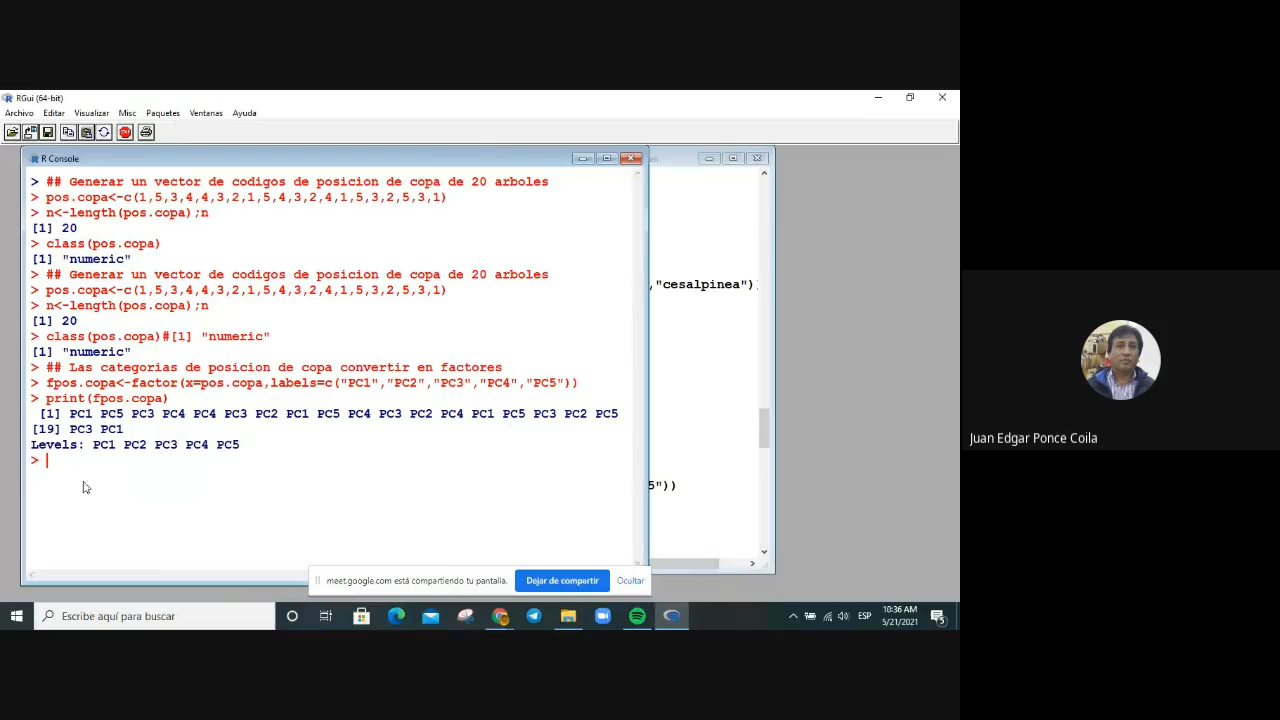 RGui (64-bit)
Archivo Editar Visualizar Misc Paquetes Ventanas Ayuda
R Console
> ## Generar un vector de codigos de posicion de copa de 20 arboles
> pos.copa<-c(1,5,3,4,4,3,2,1,5,4,3,2,4,1,5,3,2,5,3,1)
> n<-length(pos.copa);n
[1] 20
> class(pos.copa)
[1] "numeric"
> ## Generar un vector de codigos de posicion de copa de 20 arboles
> pos.copa<-c(1,5,3,4,4,3,2,1,5,4,3,2,4,1,5,3,2,5,3,1)
> n<-length(pos.copa);n
[1] 20
> class(pos.copa)#[1] "numeric"
[1] "numeric"
> ## Las categorias de posicion de copa convertir en factores
> fpos.copa<-factor(x=pos.copa,labels=c("PC1","PC2","PC3","PC4","PC5"))
> print(fpos.copa)
[1] PC1 PC5 PC3 PC4 PC4 PC3 PC2 PC1 PC5 PC4 PC3 PC2 PC4 PC1 PC5 PC3 PC2 PC5
[19] PC3 PC1
Levels: PC1 PC2 PC3 PC4 PC5
>
,"cesalpinea")
5"))
meet.google.com está compartiendo tu pantalla. Dejar de compartir Ocultar
Escribe aquí para buscar
ESP
10:36 AM
5/21/2021
5
Juan Edgar Ponce Coila